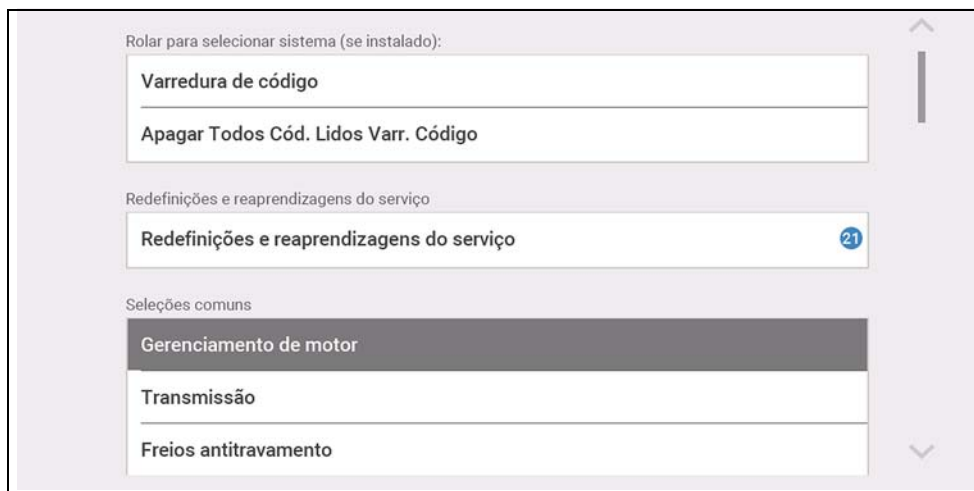 Rolar para selecionar sistema (se instalado):
Varredura de código
Apagar Todos Cód. Lidos Varr. Código
Redefinições e reaprendizagens do serviço
Redefinições e reaprendizagens do serviço 21
Seleções comuns
Gerenciamento de motor
Transmissão
Freios antitravamento